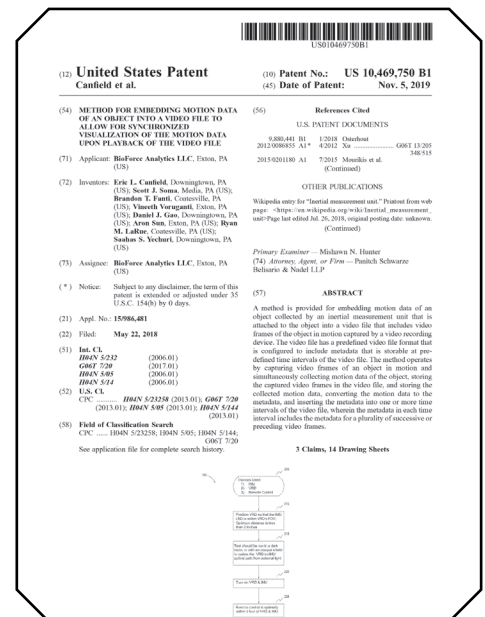 US010469750B1
(12) United States Patent
Canfield et al.
(10) Patent No.: US 10,469,750 B1
(45) Date of Patent: Nov. 5, 2019
(54) METHOD FOR EMBEDDING MOTION DATA
OF AN OBJECT INTO A VIDEO FILE TO
ALLOW FOR SYNCHRONIZED
VISUALIZATION OF THE MOTION DATA
UPON PLAYBACK OF THE VIDEO FILE
(71) Applicant: BioForce Analytics LLC, Exton, PA
(US)
(72) Inventors: Eric L. Canfield, Downingtown, PA
(US); Scott J. Soma, Media, PA (US);
Brandon T. Fanti, Coatesville, PA
(US); Vineeth Voruganti, Exton, PA
(US); Daniel J. Gao, Downingtown, PA
(US); Aron Sun, Exton, PA (US); Ryan
M. LaRue, Coatesville, PA (US);
Saahas S. Yechuri, Downingtown, PA
(US)
(73) Assignee: BioForce Analytics LLC, Exton, PA
(US)
( * ) Notice: Subject to any disclaimer, the term of this
patent is extended or adjusted under 35
U.S.C. 154(b) by 0 days.
(21) Appl. No.: 15/986,481
(22) Filed: May 22, 2018
(51) Int. Cl.
H04N 5/232 (2006.01)
G06T 7/20 (2017.01)
H04N 5/05 (2006.01)
H04N 5/14 (2006.01)
(52) U.S. Cl.
CPC ........... H04N 5/23258 (2013.01); G06T 7/20
(2013.01); H04N 5/05 (2013.01); H04N 5/144
(2013.01)
(58) Field of Classification Search
CPC ...... H04N 5/23258; H04N 5/05; H04N 5/144;
G06T 7/20
See application file for complete search history.
(56) References Cited
U.S. PATENT DOCUMENTS
9,880,441 B1 1/2018 Osterhout
2012/0086855 A1* 4/2012 Xu ..................... G06T 13/205
348/515
2015/0201180 A1 7/2015 Mourikis et al.
(Continued)
OTHER PUBLICATIONS
Wikipedia entry for "Inertial measurement unit." Printout from web
page: <https://en.wikipedia.org/wiki/Inertial_measurement_
unit>Page last edited Jul. 26, 2018, original posting date: unknown.
(Continued)
Primary Examiner — Mishawn N. Hunter
(74) Attorney, Agent, or Firm — Panitch Schwarze
Belisario & Nadel LLP
(57) ABSTRACT
A method is provided for embedding motion data of an
object collected by an inertial measurement unit that is
attached to the object into a video file that includes video
frames of the object in motion captured by a video recording
device. The video file has a predefined video file format that
is configured to include metadata that is storable at pre-
defined time intervals of the video file. The method operates
by capturing video frames of an object in motion and
simultaneously collecting motion data of the object, storing
the captured video frames in the video file, and storing the
collected motion data, converting the motion data to the
metadata, and inserting the metadata into one or more time
intervals of the video file, wherein the metadata in each time
interval includes the metadata for a plurality of successive or
preceding video frames.
3 Claims, 14 Drawing Sheets
Turn on VRD & IMU